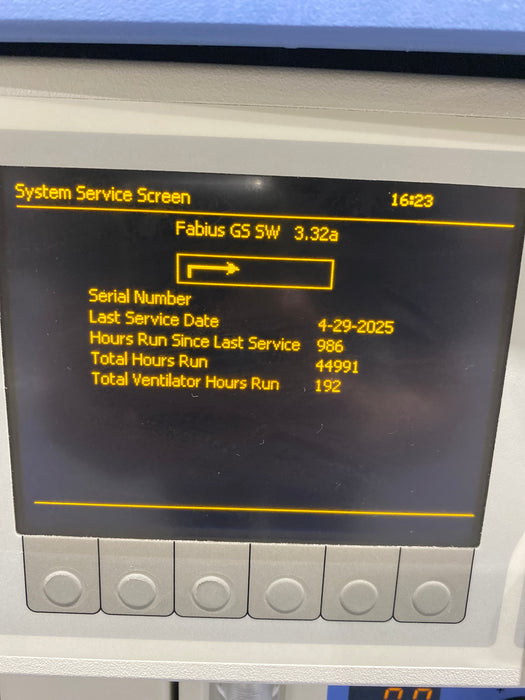 System Service Screen 16:23
Fabius GS SW 3.32a
Serial Number
Last Service Date 4-29-2025
Hours Run Since Last Service 986
Total Hours Run 44991
Total Ventilator Hours Run 192